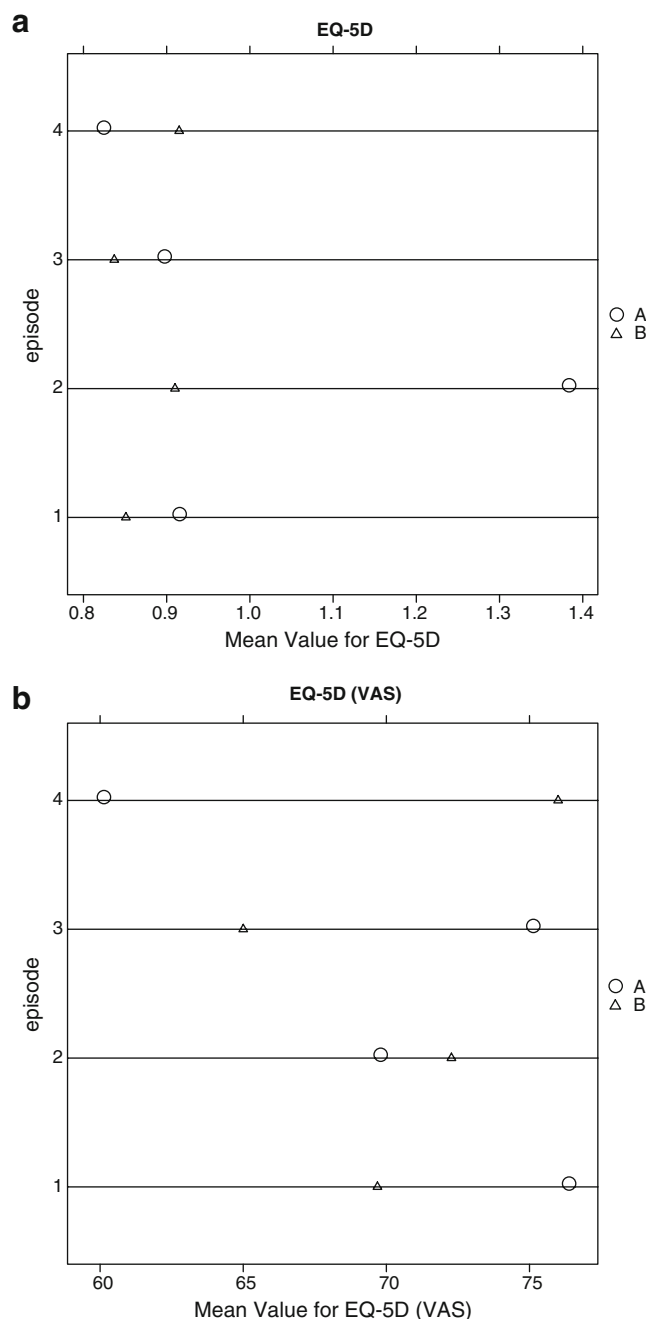 a
EQ-5D
4
3
2
1
episode
A
B
0.8 0.9 1.0 1.1 1.2 1.3 1.4
Mean Value for EQ-5D
b
EQ-5D (VAS)
4
3
2
1
episode
A
B
60 65 70 75
Mean Value for EQ-5D (VAS)